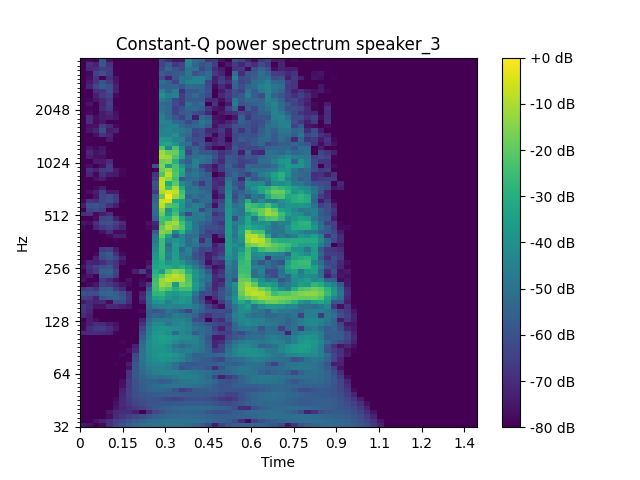 Constant-Q power spectrum speaker_3
Hz
2048
1024
512
256
128
64
32
0 0.15 0.3 0.45 0.6 0.75 0.9 1.1 1.2 1.4
Time
+0 dB
-10 dB
-20 dB
-30 dB
-40 dB
-50 dB
-60 dB
-70 dB
-80 dB